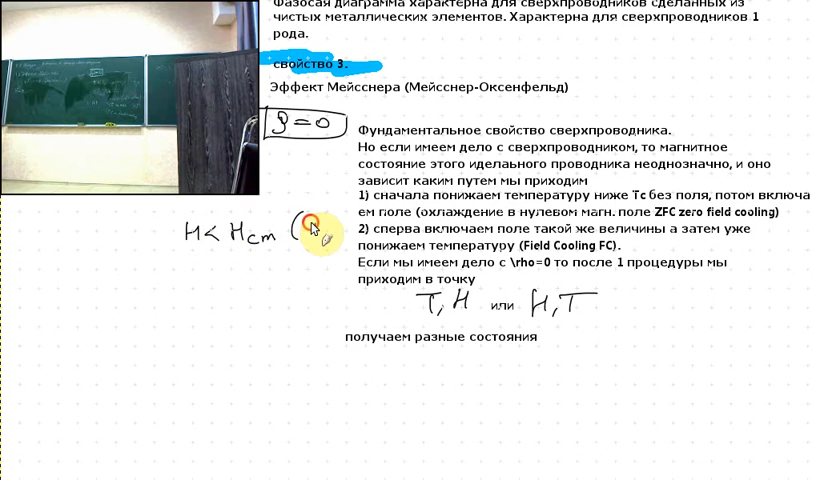 Фазосая диаграмма характерна для сверхпроводников сделанных из
чистых металлических элементов. Характерна для сверхпроводников 1
рода.
свойство 3.
Эффект Мейсснера (Мейсснер-Оксенфельд)
ρ=0
Фундаментальное свойство сверхпроводника.
Но если имеем дело с сверхпроводником, то магнитное
состояние этого идельного проводника неоднозначно, и оно
зависит каким путем мы приходим
1) сначала понижаем температуру ниже Tc без поля, потом включа
ем поле (охлаждение в нулевом магн. поле ZFC zero field cooling)
2) сперва включаем поле такой же величины а затем уже
понижаем температуру (Field Cooling FC).
Если мы имеем дело с \rho=0 то после 1 процедуры мы
приходим в точку
H< Hcm (
T, H или H, T
получаем разные состояния